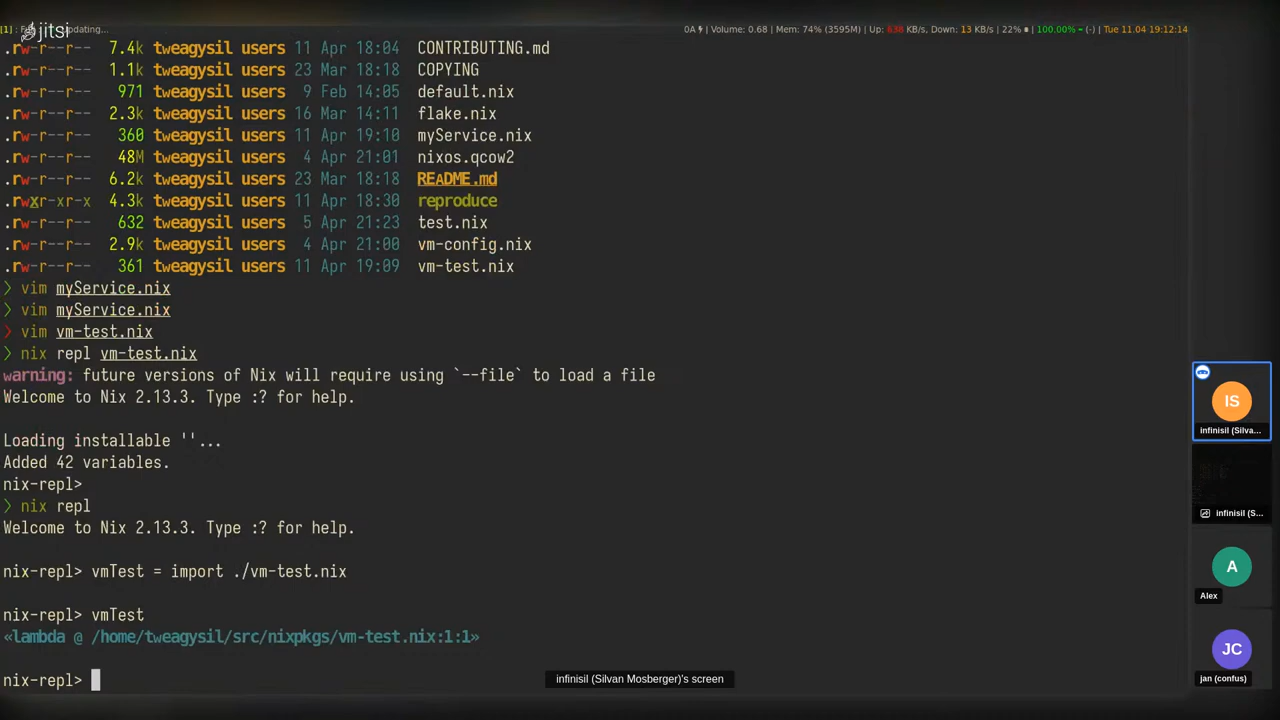 jitsi
[1] : F
pdating...
0A
| Volume: 0.68 | Mem: 74% (3595M) | Up: 838 KB/s, Down: 13 KB/s | 22%
| 100.00%
(-) | Tue 11.04 19:12:14
.rw-r--r-- 7.4k tweagysil users 11 Apr 18:04 CONTRIBUTING.md
.rw-r--r-- 1.1k tweagysil users 23 Mar 18:18 COPYING
.rw-r--r-- 971 tweagysil users 9 Feb 14:05 default.nix
.rw-r--r-- 2.3k tweagysil users 16 Mar 14:11 flake.nix
.rw-r--r-- 360 tweagysil users 11 Apr 19:10 myService.nix
.rw-r--r-- 48M tweagysil users 4 Apr 21:01 nixos.qcow2
.rw-r--r-- 6.2k tweagysil users 23 Mar 18:18 README.md
.rwxr-xr-x 4.3k tweagysil users 11 Apr 18:30 reproduce
.rw-r--r-- 632 tweagysil users 5 Apr 21:23 test.nix
.rw-r--r-- 2.9k tweagysil users 4 Apr 21:00 vm-config.nix
.rw-r--r-- 361 tweagysil users 11 Apr 19:09 vm-test.nix
❯ vim myService.nix
❯ vim myService.nix
❯ vim vm-test.nix
❯ nix repl vm-test.nix
warning: future versions of Nix will require using `--file` to load a file
Welcome to Nix 2.13.3. Type :? for help.
Loading installable ''...
Added 42 variables.
nix-repl>
❯ nix repl
Welcome to Nix 2.13.3. Type :? for help.
nix-repl> vmTest = import ./vm-test.nix
nix-repl> vmTest
«lambda @ /home/tweagysil/src/nixpkgs/vm-test.nix:1:1»
nix-repl>
infinisil (Silvan Mosberger)'s screen
IS
infinisil (Silva...
infinisil (S...
A
Alex
JC
jan (confus)